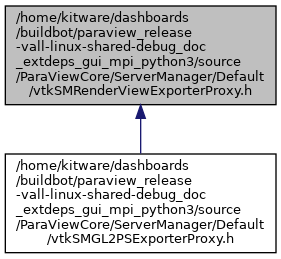 /home/kitware/dashboards
/buildbot/paraview_release
-vall-linux-shared-debug_doc
_extdeps_gui_mpi_python3/source
/ParaViewCore/ServerManager/Default
/vtkSMRenderViewExporterProxy.h
/home/kitware/dashboards
/buildbot/paraview_release
-vall-linux-shared-debug_doc
_extdeps_gui_mpi_python3/source
/ParaViewCore/ServerManager/Default
/vtkSMGL2PSExporterProxy.h